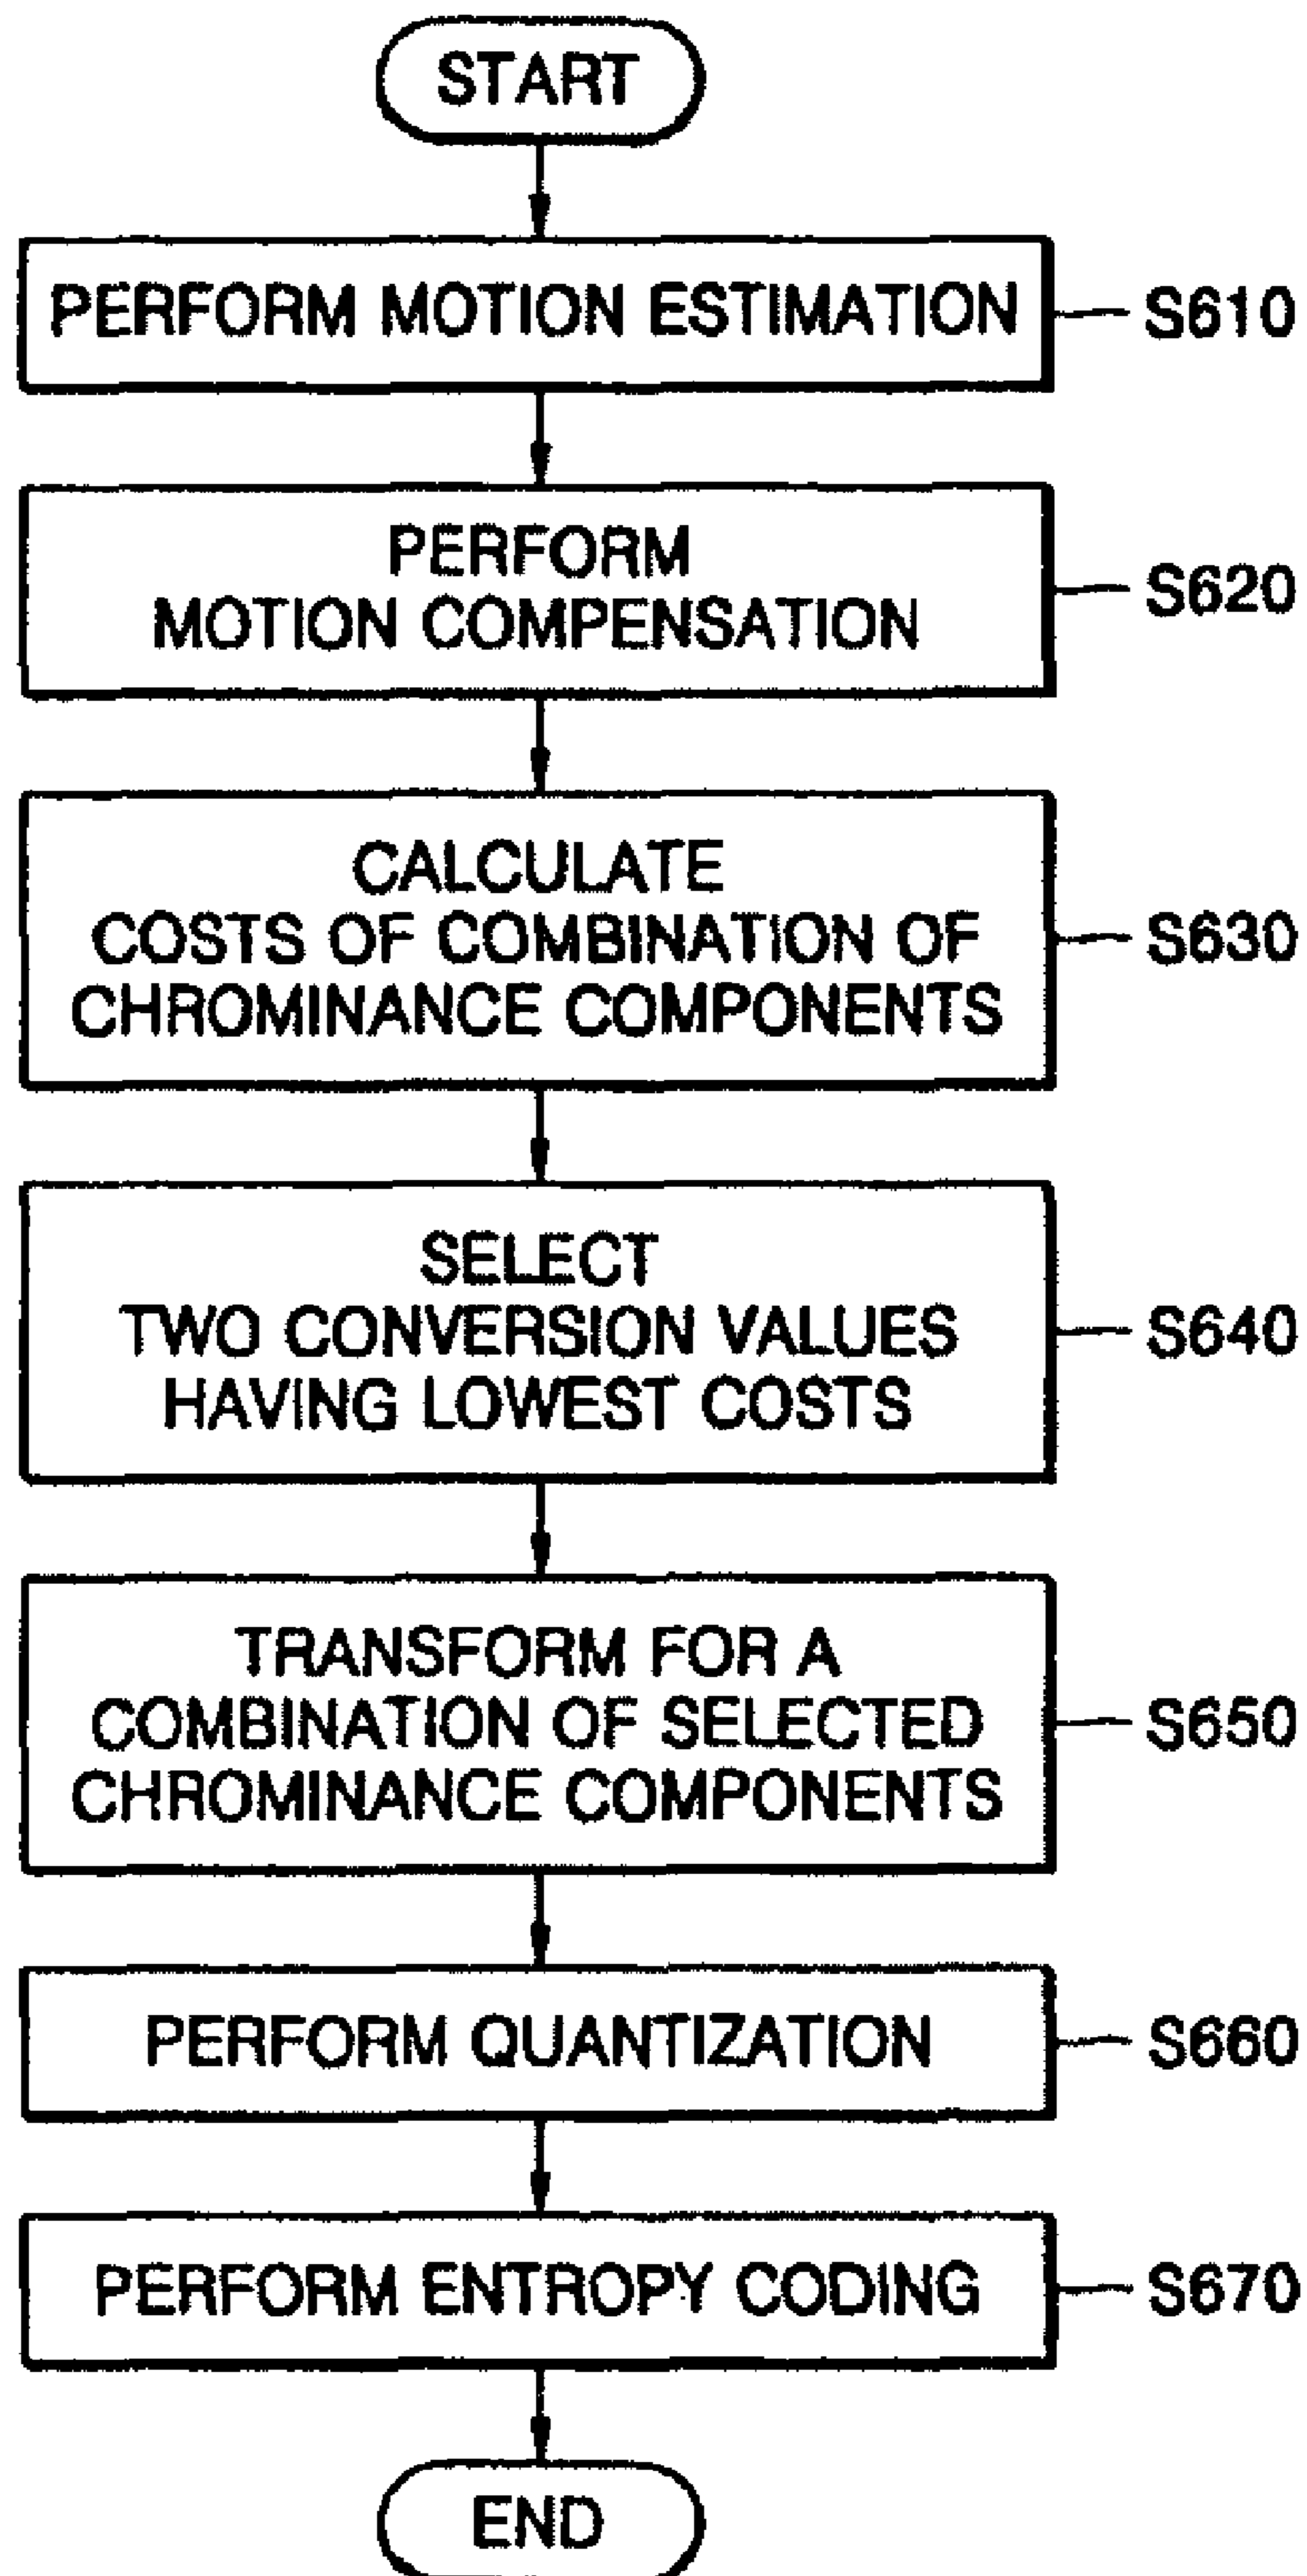 START
PERFORM MOTION ESTIMATION
S610
PERFORM
MOTION COMPENSATION
S620
CALCULATE
COSTS OF COMBINATION OF
CHROMINANCE COMPONENTS
S630
SELECT
TWO CONVERSION VALUES
HAVING LOWEST COSTS
S640
TRANSFORM FOR A
COMBINATION OF SELECTED
CHROMINANCE COMPONENTS
S650
PERFORM QUANTIZATION
S660
PERFORM ENTROPY CODING
S670
END